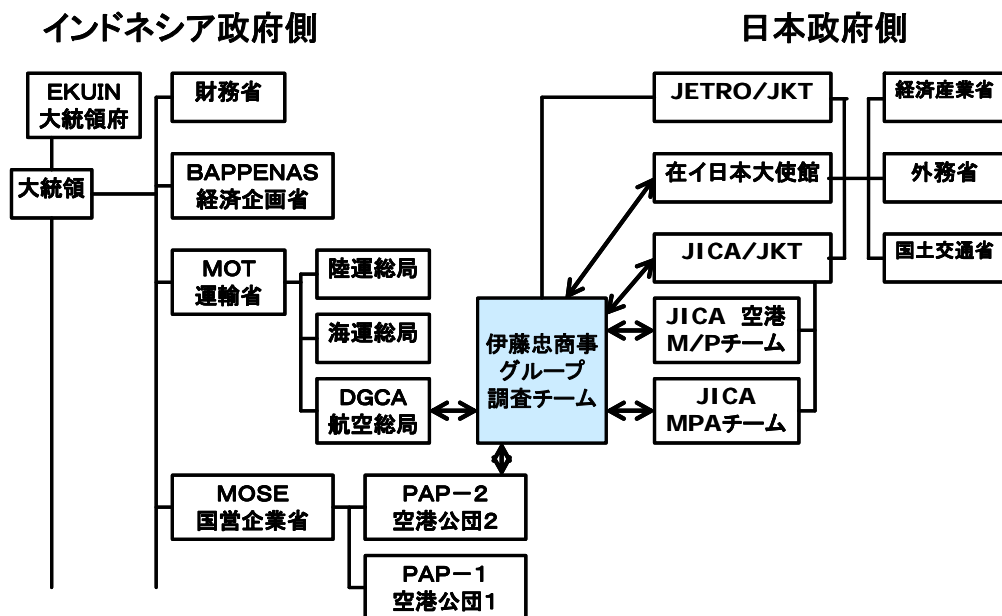 インドネシア政府側
日本政府側
EKUIN
大統領府
大統領
財務省
BAPPENAS
経済企画省
MOT
運輸省
陸運総局
海運総局
DGCA
航空総局
MOSE
国営企業省
PAP－2
空港公団2
PAP－1
空港公団1
伊藤忠商事
グループ
調査チーム
JETRO/JKT
在イ日本大使館
JICA/JKT
JICA 空港
M/Pチーム
JICA
MPAチーム
経済産業省
外務省
国土交通省